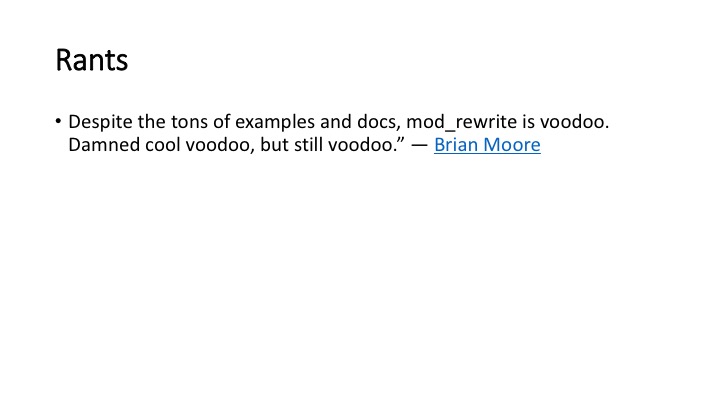 Rants
• Despite the tons of examples and docs, mod_rewrite is voodoo.
Damned cool voodoo, but still voodoo.” — Brian Moore